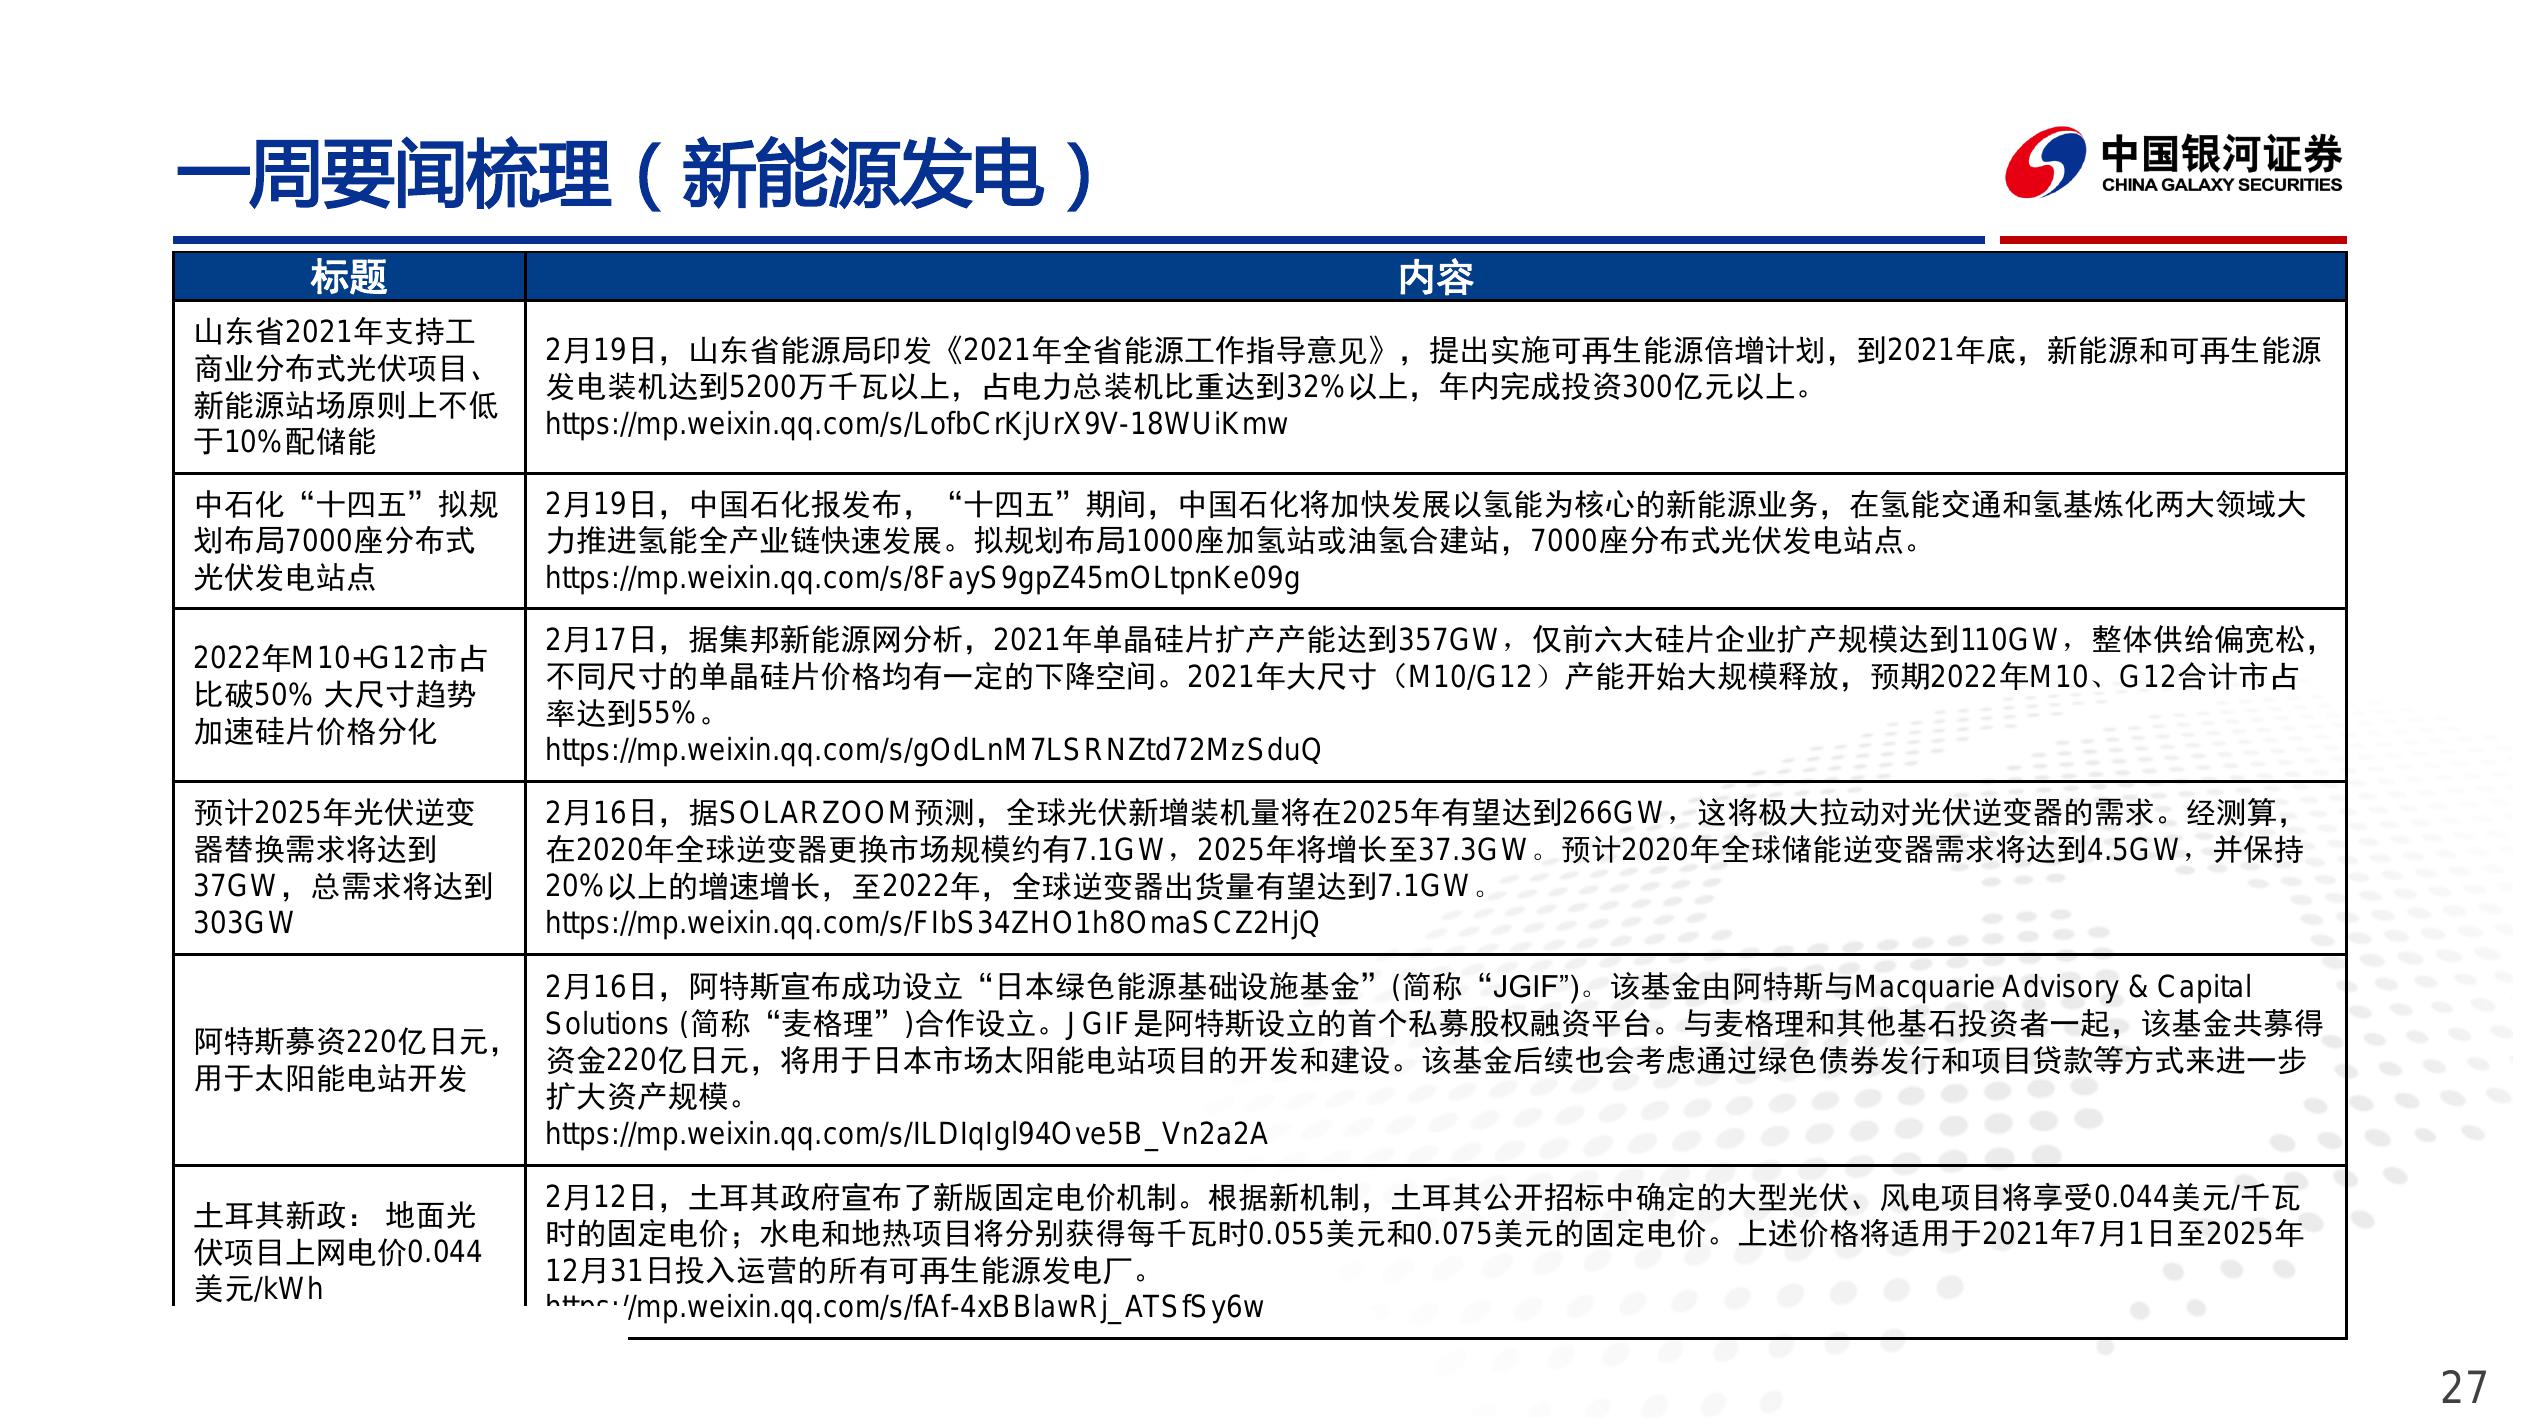 一周要闻梳理（新能源发电）
中国银河证券
CHINA GALAXY SECURITIES
标题
内容
山东省2021年支持工
商业分布式光伏项目、
新能源站场原则上不低
于10%配储能
2月19日，山东省能源局印发《2021年全省能源工作指导意见》，提出实施可再生能源倍增计划，到2021年底，新能源和可再生能源
发电装机达到5200万千瓦以上，占电力总装机比重达到32%以上，年内完成投资300亿元以上。
https://mp.weixin.qq.com/s/LofbCrKjUrX9V-18WUiKmw
中石化“十四五”拟规
划布局7000座分布式
光伏发电站点
2月19日，中国石化报发布，“十四五”期间，中国石化将加快发展以氢能为核心的新能源业务，在氢能交通和氢基炼化两大领域大
力推进氢能全产业链快速发展。拟规划布局1000座加氢站或油氢合建站，7000座分布式光伏发电站点。
https://mp.weixin.qq.com/s/8FayS9gpZ45mOLtpnKe09g
2022年M10+G12市占
比破50% 大尺寸趋势
加速硅片价格分化
2月17日，据集邦新能源网分析，2021年单晶硅片扩产产能达到357GW，仅前六大硅片企业扩产规模达到110GW，整体供给偏宽松，
不同尺寸的单晶硅片价格均有一定的下降空间。2021年大尺寸（M10/G12）产能开始大规模释放，预期2022年M10、G12合计市占
率达到55%。
https://mp.weixin.qq.com/s/gOdLnM7LSRNZtd72MzSduQ
预计2025年光伏逆变
器替换需求将达到
37GW，总需求将达到
303GW
2月16日，据SOLARZOOM预测，全球光伏新增装机量将在2025年有望达到266GW，这将极大拉动对光伏逆变器的需求。经测算，
在2020年全球逆变器更换市场规模约有7.1GW，2025年将增长至37.3GW。预计2020年全球储能逆变器需求将达到4.5GW，并保持
20%以上的增速增长，至2022年，全球逆变器出货量有望达到7.1GW。
https://mp.weixin.qq.com/s/FIbS34ZHO1h8OmaSCZ2HjQ
阿特斯募资220亿日元，
用于太阳能电站开发
2月16日，阿特斯宣布成功设立“日本绿色能源基础设施基金”(简称“JGIF”)。该基金由阿特斯与Macquarie Advisory & Capital
Solutions (简称“麦格理”)合作设立。JGIF是阿特斯设立的首个私募股权融资平台。与麦格理和其他基石投资者一起，该基金共募得
资金220亿日元，将用于日本市场太阳能电站项目的开发和建设。该基金后续也会考虑通过绿色债券发行和项目贷款等方式来进一步
扩大资产规模。
https://mp.weixin.qq.com/s/ILDIqIgl94Ove5B_Vn2a2A
土耳其新政： 地面光
伏项目上网电价0.044
美元/kWh
2月12日，土耳其政府宣布了新版固定电价机制。根据新机制，土耳其公开招标中确定的大型光伏、风电项目将享受0.044美元/千瓦
时的固定电价；水电和地热项目将分别获得每千瓦时0.055美元和0.075美元的固定电价。上述价格将适用于2021年7月1日至2025年
12月31日投入运营的所有可再生能源发电厂。
https://mp.weixin.qq.com/s/fAf-4xBBlawRj_ATSfSy6w
27